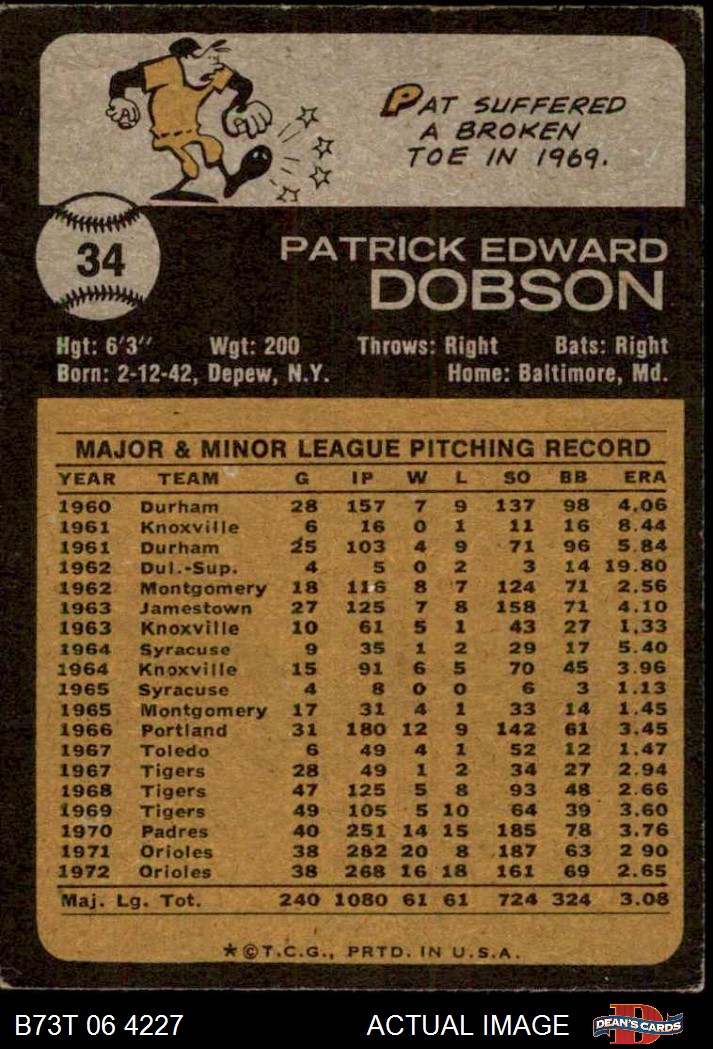 PAT SUFFERED
A BROKEN
TOE IN 1969.
34
PATRICK EDWARD
DOBSON
Hgt: 6'3" Wgt: 200 Throws: Right Bats: Right
Born: 2-12-42, Depew, N.Y. Home: Baltimore, Md.
MAJOR & MINOR LEAGUE PITCHING RECORD
YEAR TEAM G IP W L SO BB ERA
1960 Durham 28 157 7 9 137 98 4.06
1961 Knoxville 6 16 0 1 11 16 8.44
1961 Durham 25 103 4 9 71 96 5.84
1962 Dul.-Sup. 4 5 0 2 3 14 19.80
1962 Montgomery 18 116 8 7 124 71 2.56
1963 Jamestown 27 125 7 8 158 71 4.10
1963 Knoxville 10 61 5 1 43 27 1.33
1964 Syracuse 9 35 1 2 29 17 5.40
1964 Knoxville 15 91 6 5 70 45 3.96
1965 Syracuse 4 8 0 0 6 3 1.13
1965 Montgomery 17 31 4 1 33 14 1.45
1966 Portland 31 180 12 9 142 61 3.45
1967 Toledo 6 49 4 1 52 12 1.47
1967 Tigers 28 49 1 2 34 27 2.94
1968 Tigers 47 125 5 8 93 48 2.66
1969 Tigers 49 105 5 10 64 39 3.60
1970 Padres 40 251 14 15 185 78 3.76
1971 Orioles 38 282 20 8 187 63 2 90
1972 Orioles 38 268 16 18 161 69 2.65
Maj. Lg. Tot. 240 1080 61 61 724 324 3.08
*©T.C.G., PRTD. IN U.S.A.
B73T 06 4227 ACTUAL IMAGE D DEAN'S CARDS